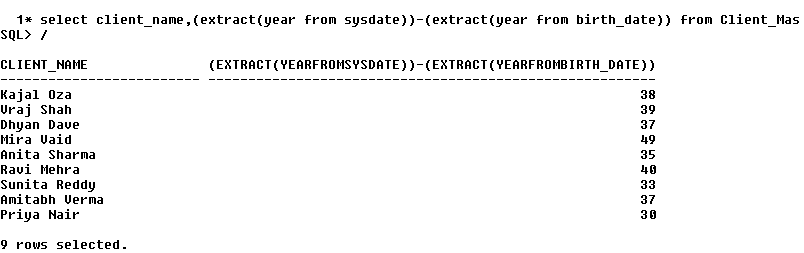 1* select client_name,(extract(year from sysdate))-(extract(year from birth_date)) from Client_Mas
SQL> /
CLIENT_NAME (EXTRACT(YEARFROMSYSDATE))-(EXTRACT(YEARFROMBIRTH_DATE))
------------------------- --------------------------------------------------------
Kajal Oza 38
Vraj Shah 39
Dhyan Dave 37
Mira Vaid 49
Anita Sharma 35
Ravi Mehra 40
Sunita Reddy 33
Amitabh Verma 37
Priya Nair 30
9 rows selected.